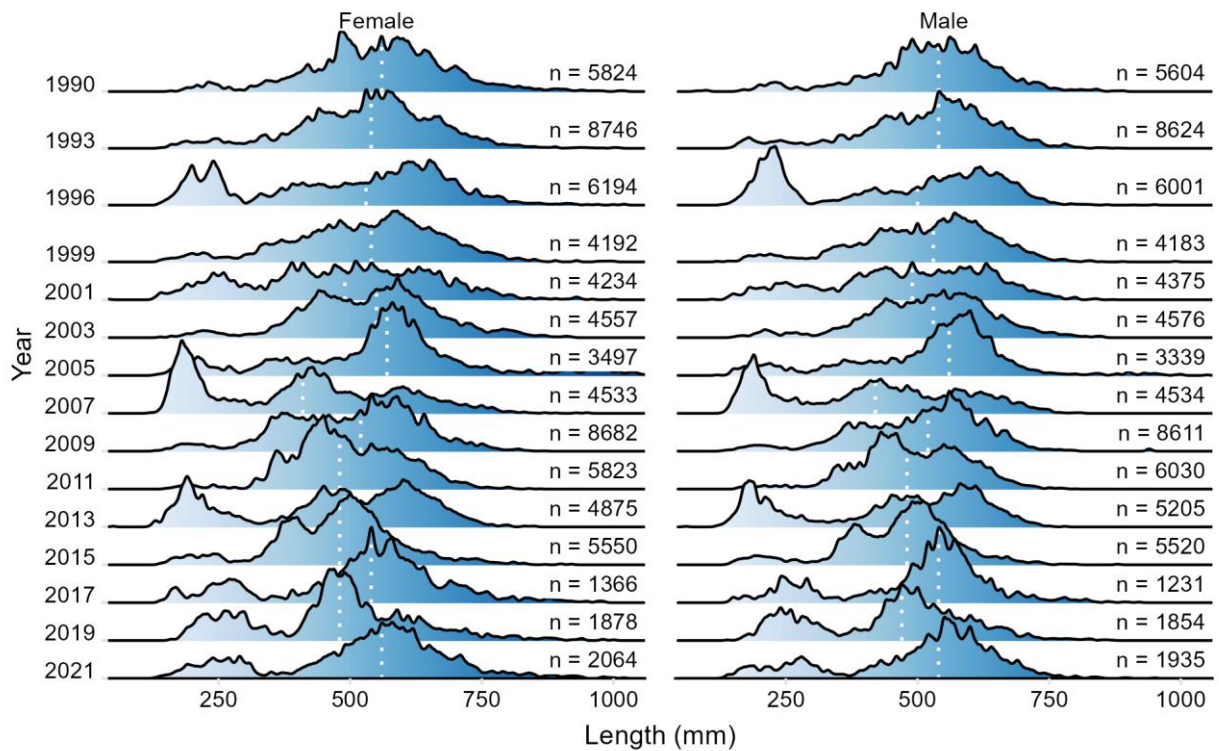 Female Male
1990 n = 5824 n = 5604
1993 n = 8746 n = 8624
1996 n = 6194 n = 6001
1999 n = 4192 n = 4183
2001 n = 4234 n = 4375
2003 n = 4557 n = 4576
Year
2005 n = 3497 n = 3339
2007 n = 4533 n = 4534
2009 n = 8682 n = 8611
2011 n = 5823 n = 6030
2013 n = 4875 n = 5205
2015 n = 5550 n = 5520
2017 n = 1366 n = 1231
2019 n = 1878 n = 1854
2021 n = 2064 n = 1935
250 500 750 1000 250 500 750 1000
Length (mm)